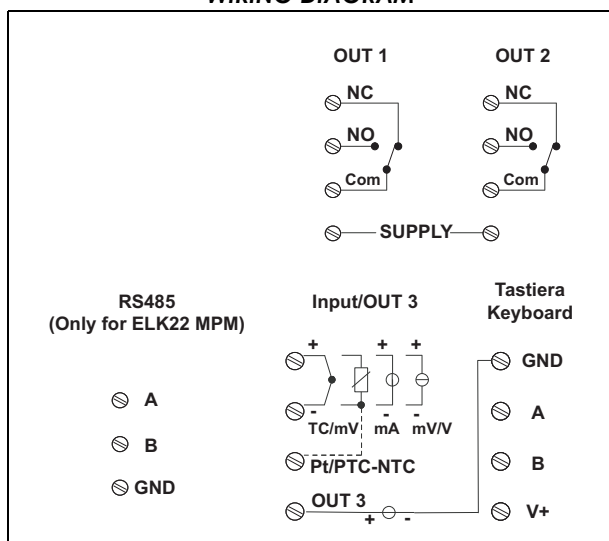 WIRING DIAGRAM
OUT 1 OUT 2
NC NC
NO NO
Com Com
SUPPLY
RS485
(Only for ELK22 MPM)
Input/OUT 3
Tastiera
Keyboard
+ + +
GND
- - -
TC/mV mA mV/V
A A
B Pt/PTC-NTC B
GND OUT 3 + - V+